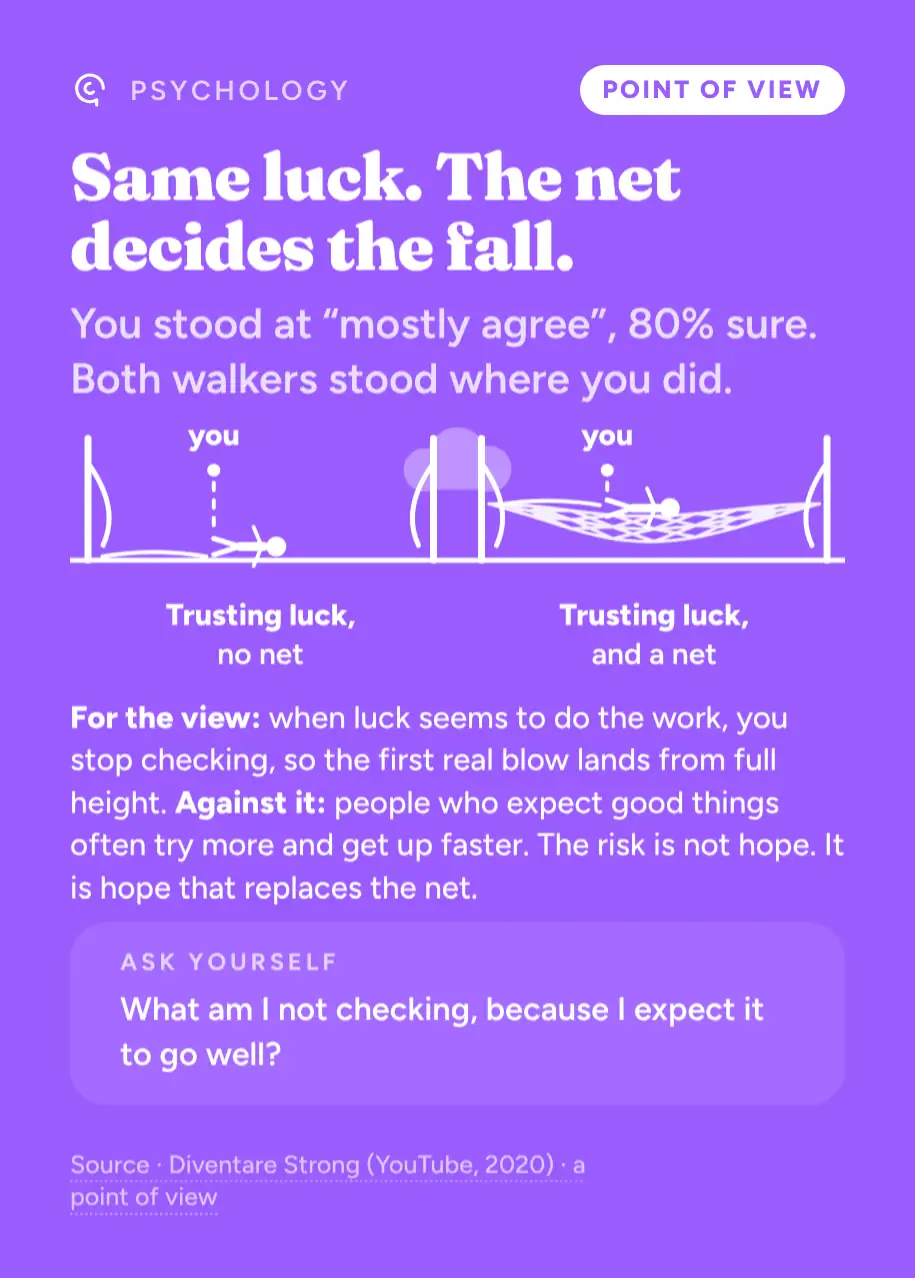 PSYCHOLOGY
POINT OF VIEW
Same luck. The net
decides the fall.
You stood at “mostly agree”, 80% sure.
Both walkers stood where you did.
you
you
Trusting luck,
no net
Trusting luck,
and a net
For the view: when luck seems to do the work, you
stop checking, so the first real blow lands from full
height. Against it: people who expect good things
often try more and get up faster. The risk is not hope. It
is hope that replaces the net.
ASK YOURSELF
What am I not checking, because I expect it
to go well?
Source · Diventare Strong (YouTube, 2020) · a
point of view